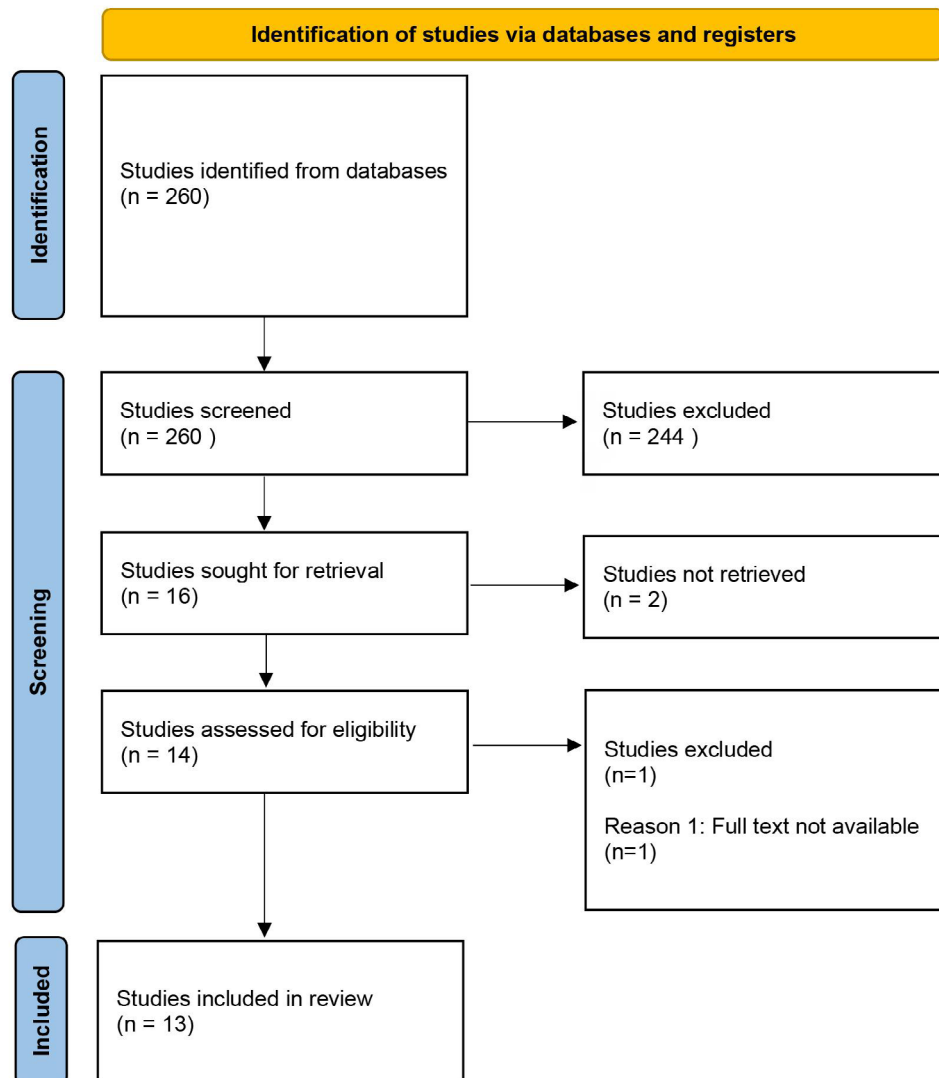 Identification of studies via databases and registers
Identification
Studies identified from databases
(n = 260)
Screening
Studies screened
(n = 260 )
Studies excluded
(n = 244 )
Studies sought for retrieval
(n = 16)
Studies not retrieved
(n = 2)
Studies assessed for eligibility
(n = 14)
Studies excluded
(n=1)
Reason 1: Full text not available
(n=1)
Included
Studies included in review
(n = 13)